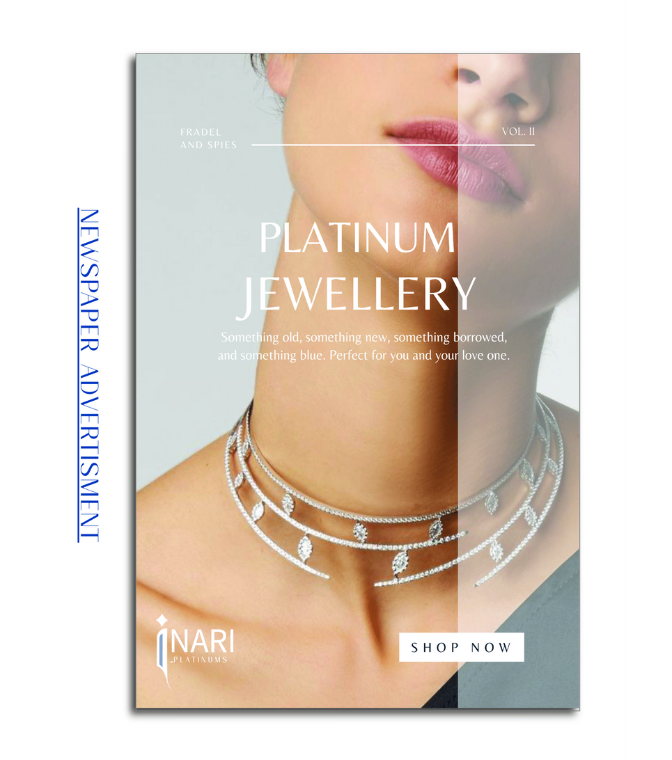 NEWSPAPER ADVERTISMENT
FRADEL
AND SPIES
VOL. II
PLATINUM
JEWELLERY
Something old, something new, something borrowed,
and something blue. Perfect for you and your love one.
INARI
PLATINUMS
SHOP NOW